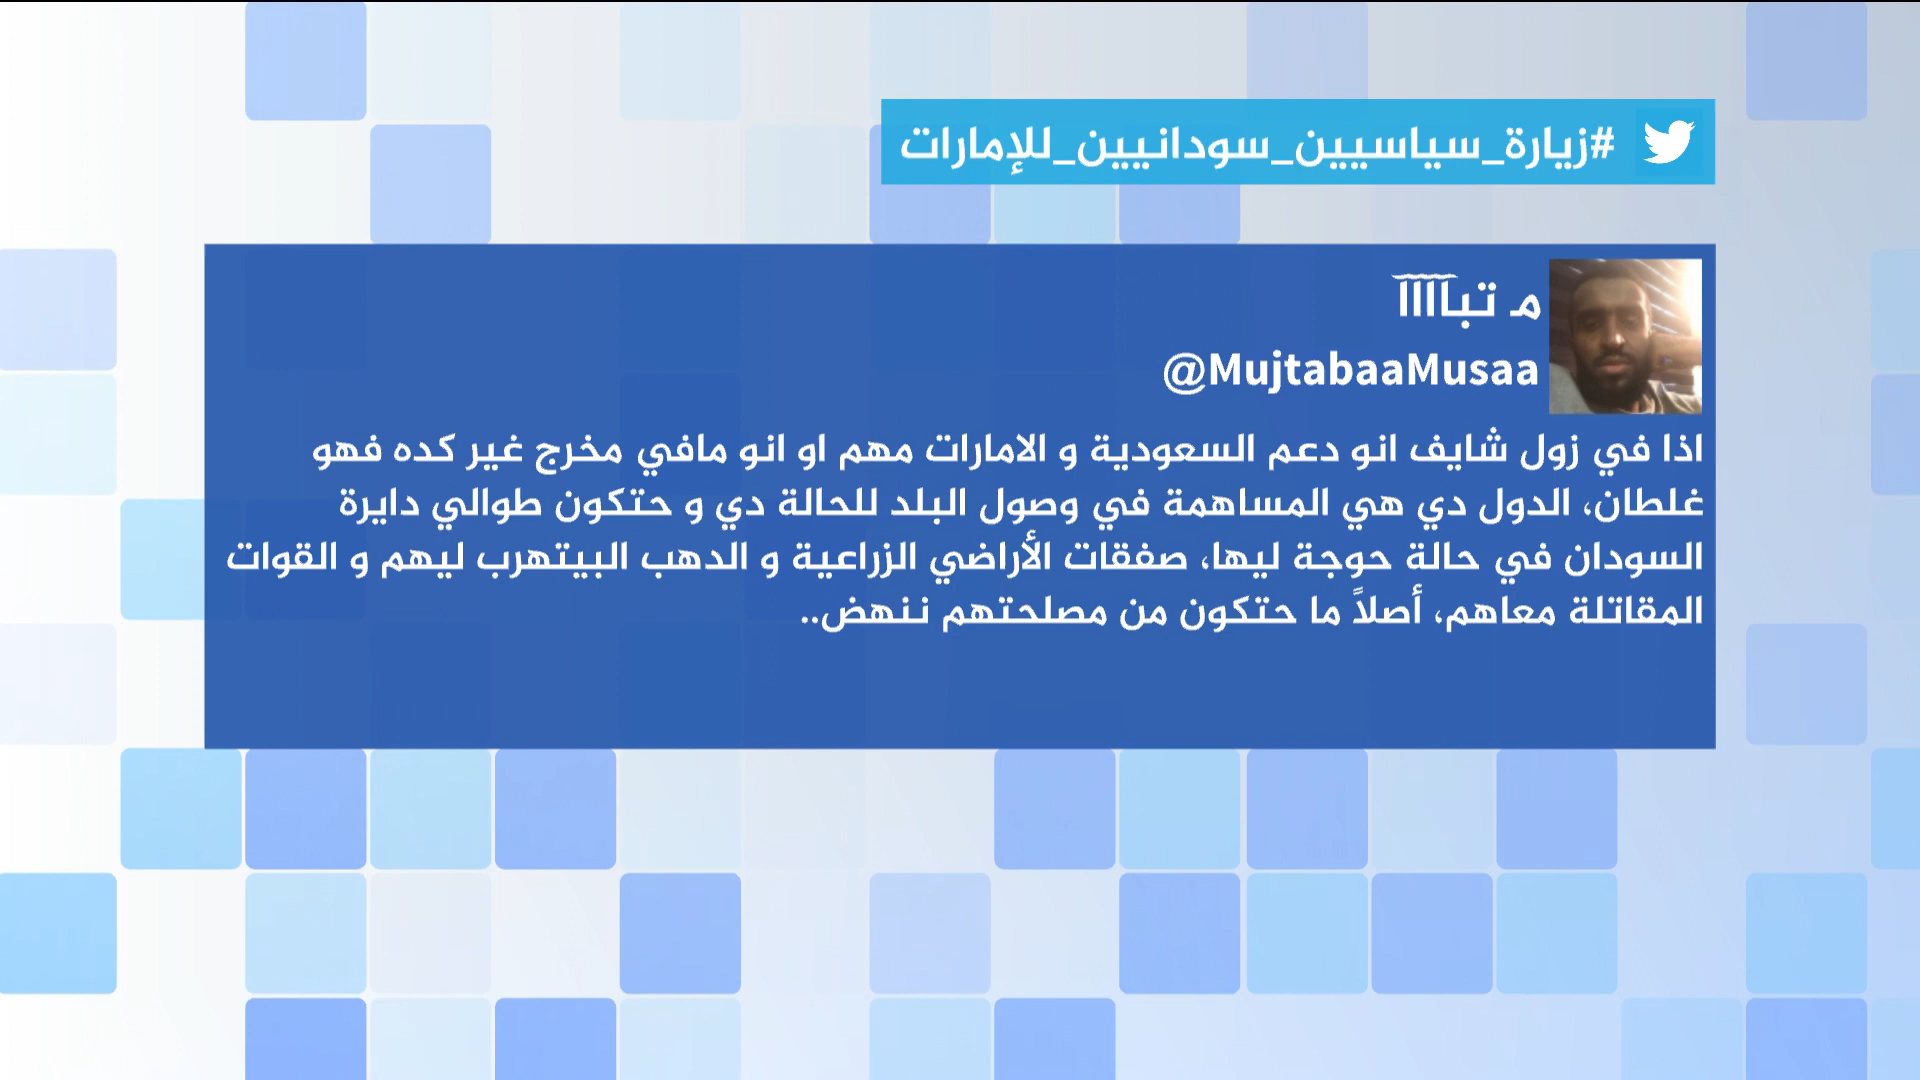 #زيارة_سياسيين_سودانيين_للإمارات
مـ تبآآآآ
@MujtabaaMusaa
اذا في زول شايف انو دعم السعودية و الامارات مهم او انو مافي مخرج غير كده فهو
غلطان، الدول دي هي المساهمة في وصول البلد للحالة دي و حتكون طوالي دايرة
السودان في حالة حوجة ليها، صفقات الأراضي الزراعية و الدهب البيتهرب ليهم و القوات
المقاتلة معاهم، أصلاً ما حتكون من مصلحتهم ننهض..